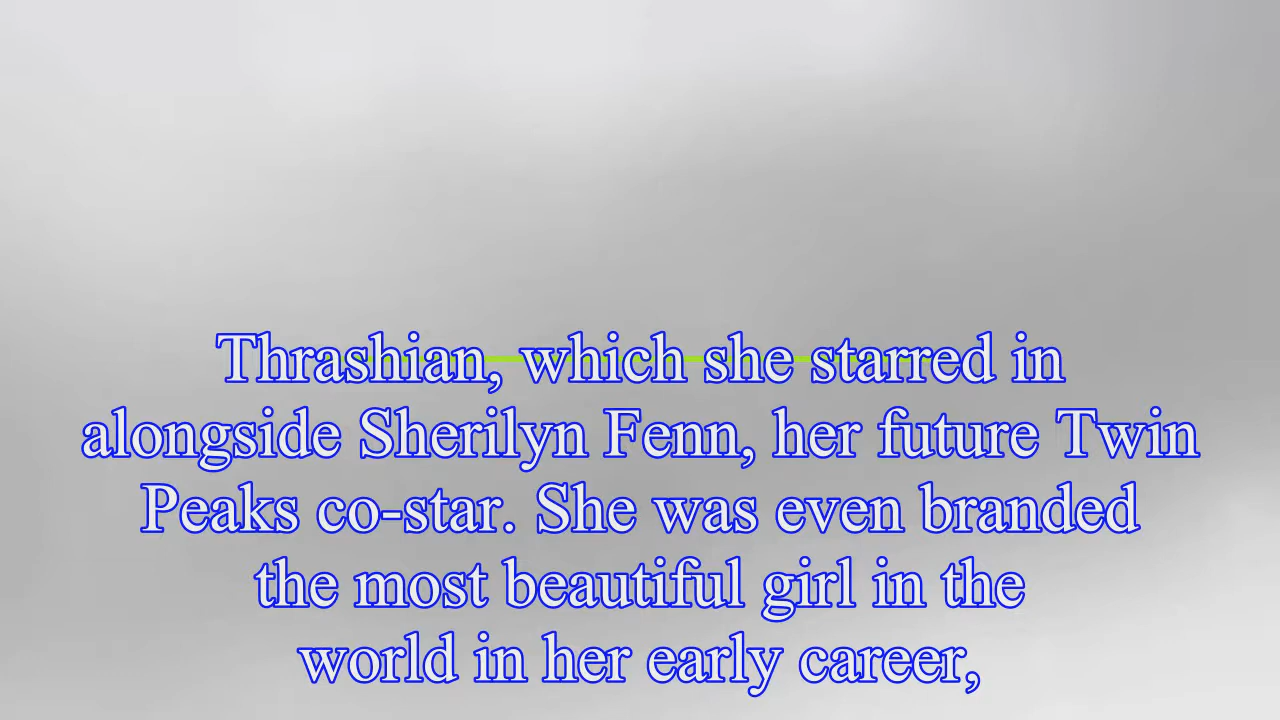 Thrashian, which she starred in
alongside Sherilyn Fenn, her future Twin
Peaks co-star. She was even branded
the most beautiful girl in the
world in her early career,